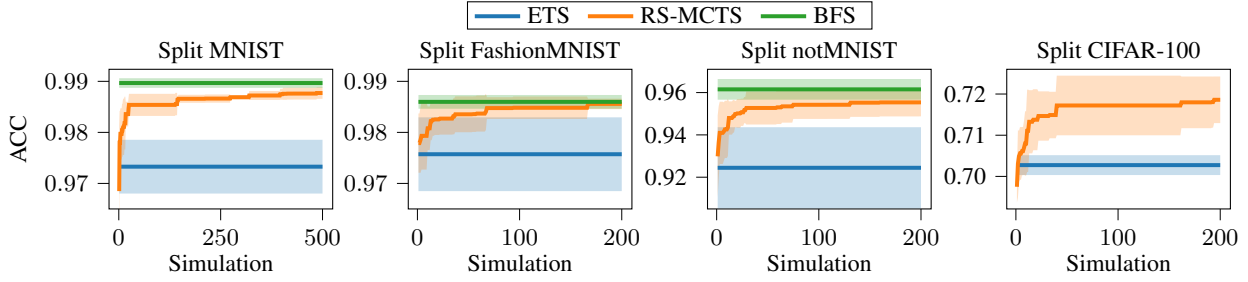 ETS RS-MCTS BFS
Split MNIST Split FashionMNIST Split notMNIST Split CIFAR-100
ACC
0.99
0.98
0.97
0 250 500
Simulation
0.99
0.98
0.97
0 100 200
Simulation
0.96
0.94
0.92
0 100 200
Simulation
0.72
0.71
0.70
0 100 200
Simulation